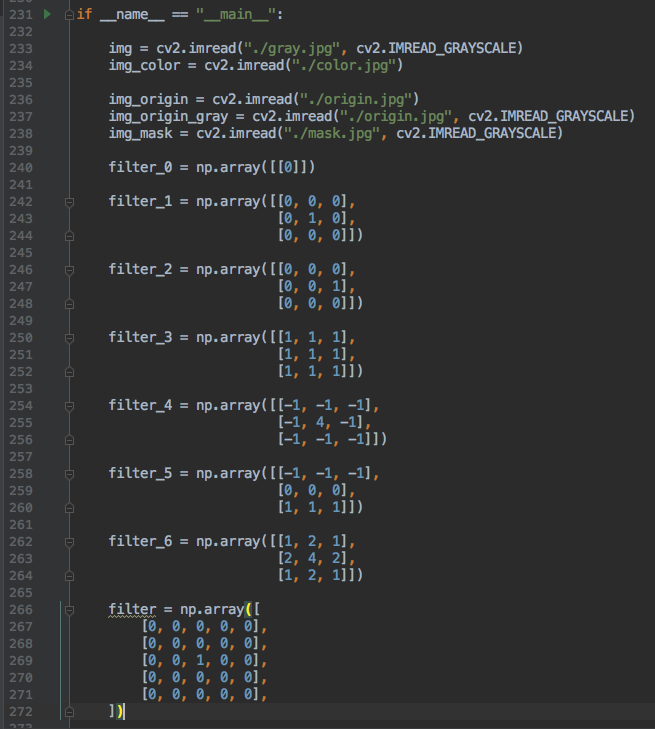 231 if __name__ == "__main__":
232
233 img = cv2.imread("./gray.jpg", cv2.IMREAD_GRAYSCALE)
234 img_color = cv2.imread("./color.jpg")
235
236 img_origin = cv2.imread("./origin.jpg")
237 img_origin_gray = cv2.imread("./origin.jpg", cv2.IMREAD_GRAYSCALE)
238 img_mask = cv2.imread("./mask.jpg", cv2.IMREAD_GRAYSCALE)
239
240 filter_0 = np.array([[0]])
241
242 filter_1 = np.array([[0, 0, 0],
243 [0, 1, 0],
244 [0, 0, 0]])
245
246 filter_2 = np.array([[0, 0, 0],
247 [0, 0, 1],
248 [0, 0, 0]])
249
250 filter_3 = np.array([[1, 1, 1],
251 [1, 1, 1],
252 [1, 1, 1]])
253
254 filter_4 = np.array([[-1, -1, -1],
255 [-1, 4, -1],
256 [-1, -1, -1]])
257
258 filter_5 = np.array([[-1, -1, -1],
259 [0, 0, 0],
260 [1, 1, 1]])
261
262 filter_6 = np.array([[1, 2, 1],
263 [2, 4, 2],
264 [1, 2, 1]])
265
266 filter = np.array([
267 [0, 0, 0, 0, 0],
268 [0, 0, 0, 0, 0],
269 [0, 0, 1, 0, 0],
270 [0, 0, 0, 0, 0],
271 [0, 0, 0, 0, 0],
272 ])